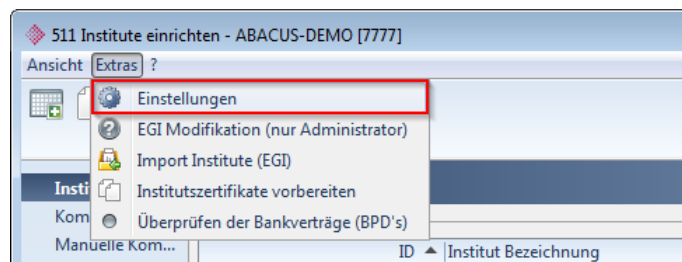 511 Institute einrichten - ABACUS-DEMO [7777]
Ansicht Extras ?
Einstellungen
EGI Modifikation (nur Administrator)
Import Institute (EGI)
Institutszertifikate vorbereiten
Überprüfen der Bankverträge (BPD's)
Insti
Kom
Manuelle Kom...
ID Institut Bezeichnung